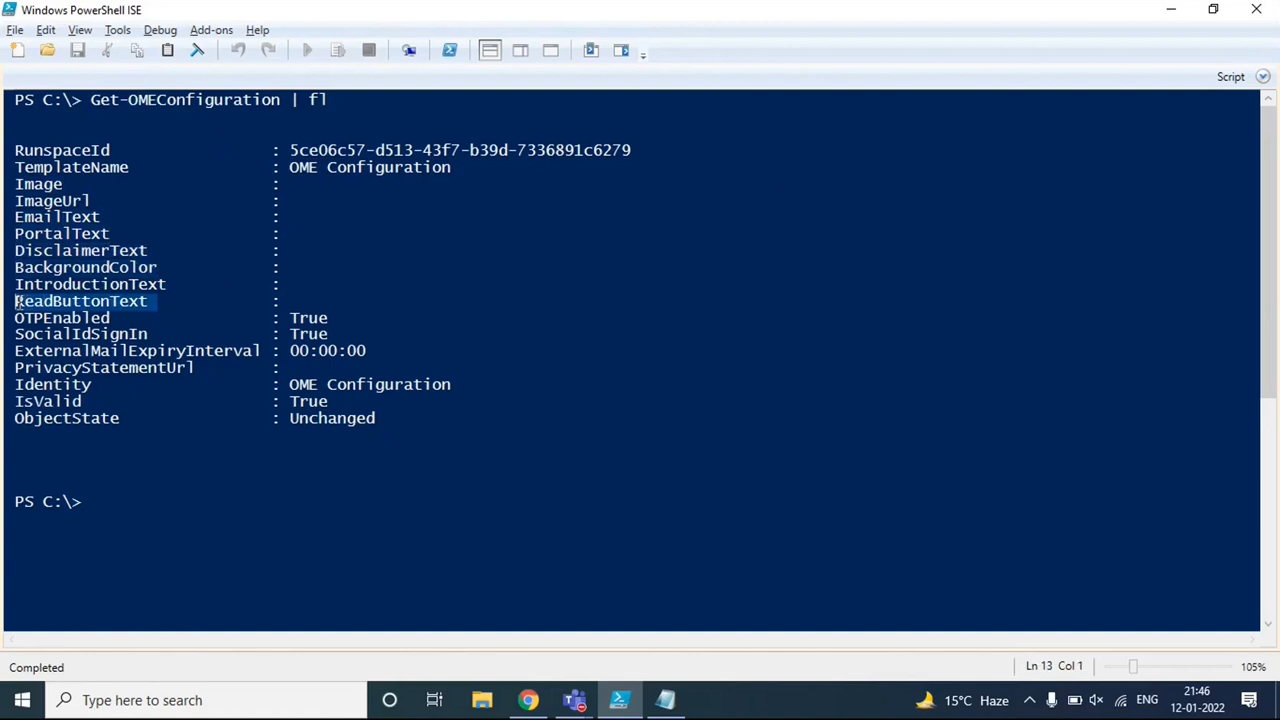 Windows PowerShell ISE
File Edit View Tools Debug Add-ons Help
Script
PS C:\> Get-OMEConfiguration | fl
RunspaceId : 5ce06c57-d513-43f7-b39d-7336891c6279
TemplateName : OME Configuration
Image :
ImageUrl :
EmailText :
PortalText :
DisclaimerText :
BackgroundColor :
IntroductionText :
ReadButtonText :
OTPEnabled : True
SocialIdSignIn : True
ExternalMailExpiryInterval : 00:00:00
PrivacyStatementUrl :
Identity : OME Configuration
IsValid : True
ObjectState : Unchanged
PS C:\>
Completed
Ln 13 Col 1
105%
Type here to search
15°C Haze
ENG
21:46
12-01-2022